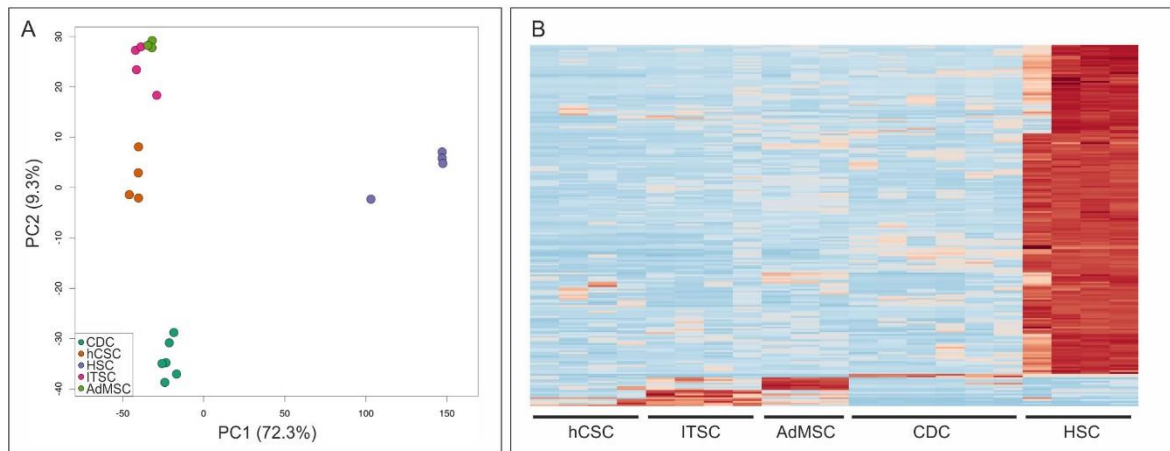 A
PC2 (9.3%)
30
20
10
0
-10
-20
-30
-40
CDC
hCSC
HSC
ITSC
AdMSC
-50
0
50
100
150
PC1 (72.3%)
B
hCSC
ITSC
AdMSC
CDC
HSC